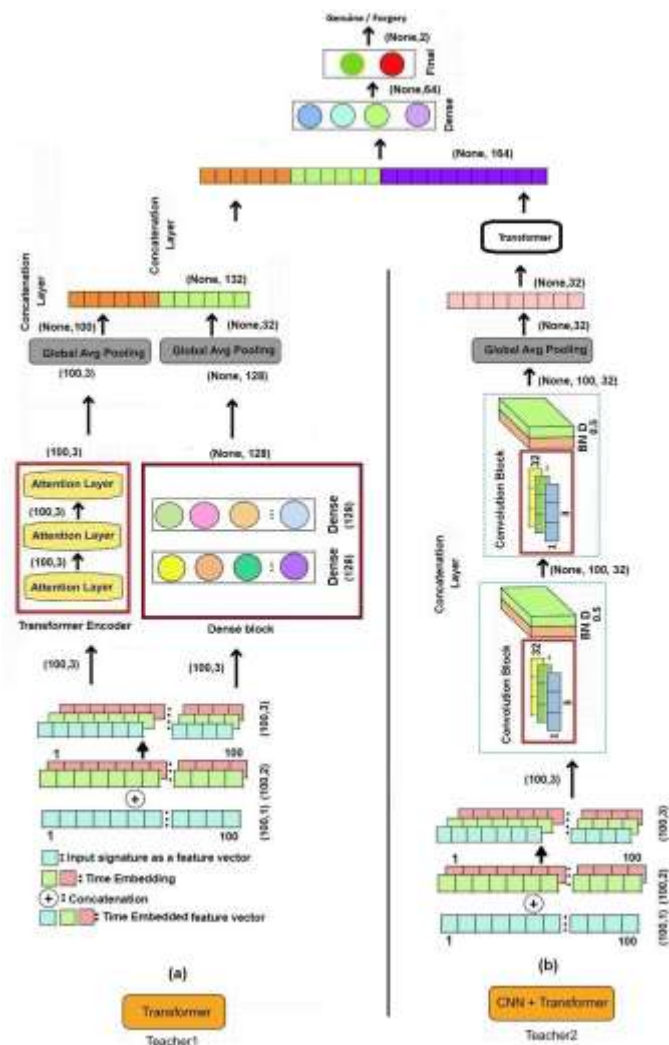 Genuine / Forgery
(None,2)
Final
(None,64)
Dense
(None, 164)
Concatenation
Layer
Concatenation
Layer
(None, 132)
(None,100)
(None,32)
Global Avg Pooling
Global Avg Pooling
(100,3)
(None, 128)
(100,3)
(None, 128)
Attention Layer
(100,3)
Attention Layer
(100,3)
Attention Layer
Transformer Encoder
Dense
(128)
Dense
(128)
Dense block
(100,3)
(100,3)
(100,3)
1
100
(100,2)
+
(100,1)
1
100
: Input signature as a feature vector
: Time Embedding
+ : Concatenation
: Time Embedded feature vector
(a)
Transformer
Teacher1
Transformer
(None,32)
(None,32)
Global Avg Pooling
(None, 100, 32)
Convolution Block
32
1
BN D
0.5
(None, 100, 32)
Concatenation
Layer
Convolution Block
32
BN D
0.5
(100,3)
(100,3)
1
100
(100,2)
+
(100,1)
1
100
(b)
CNN + Transformer
Teacher2